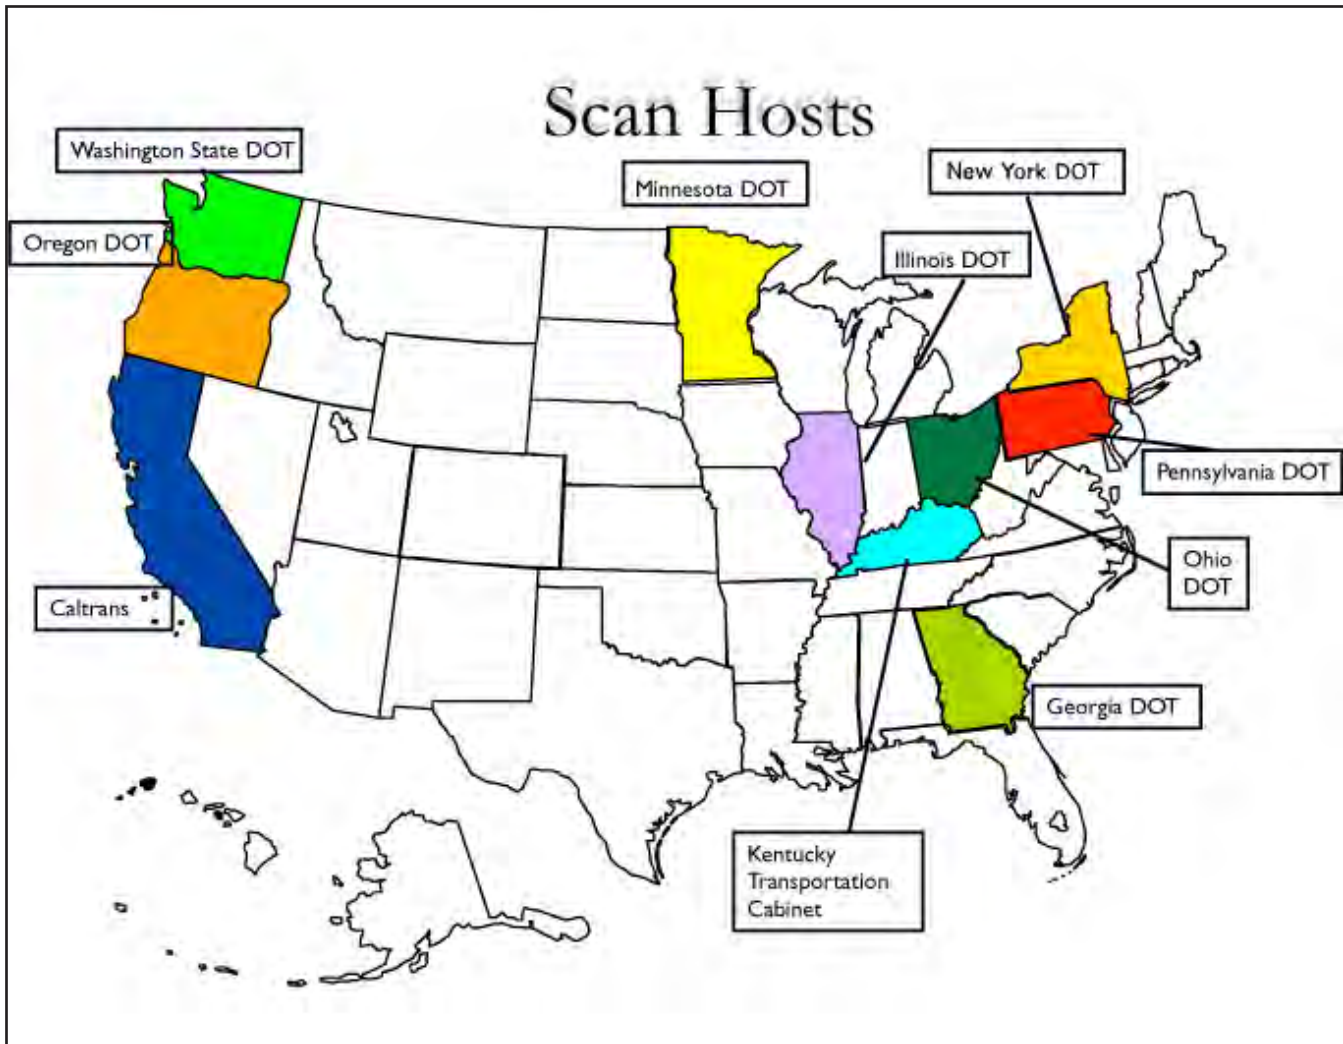 Scan Hosts
Washington State DOT
Minnesota DOT
New York DOT
Oregon DOT
Illinois DOT
Pennsylvania DOT
Ohio
DOT
Caltrans
Georgia DOT
Kentucky
Transportation
Cabinet